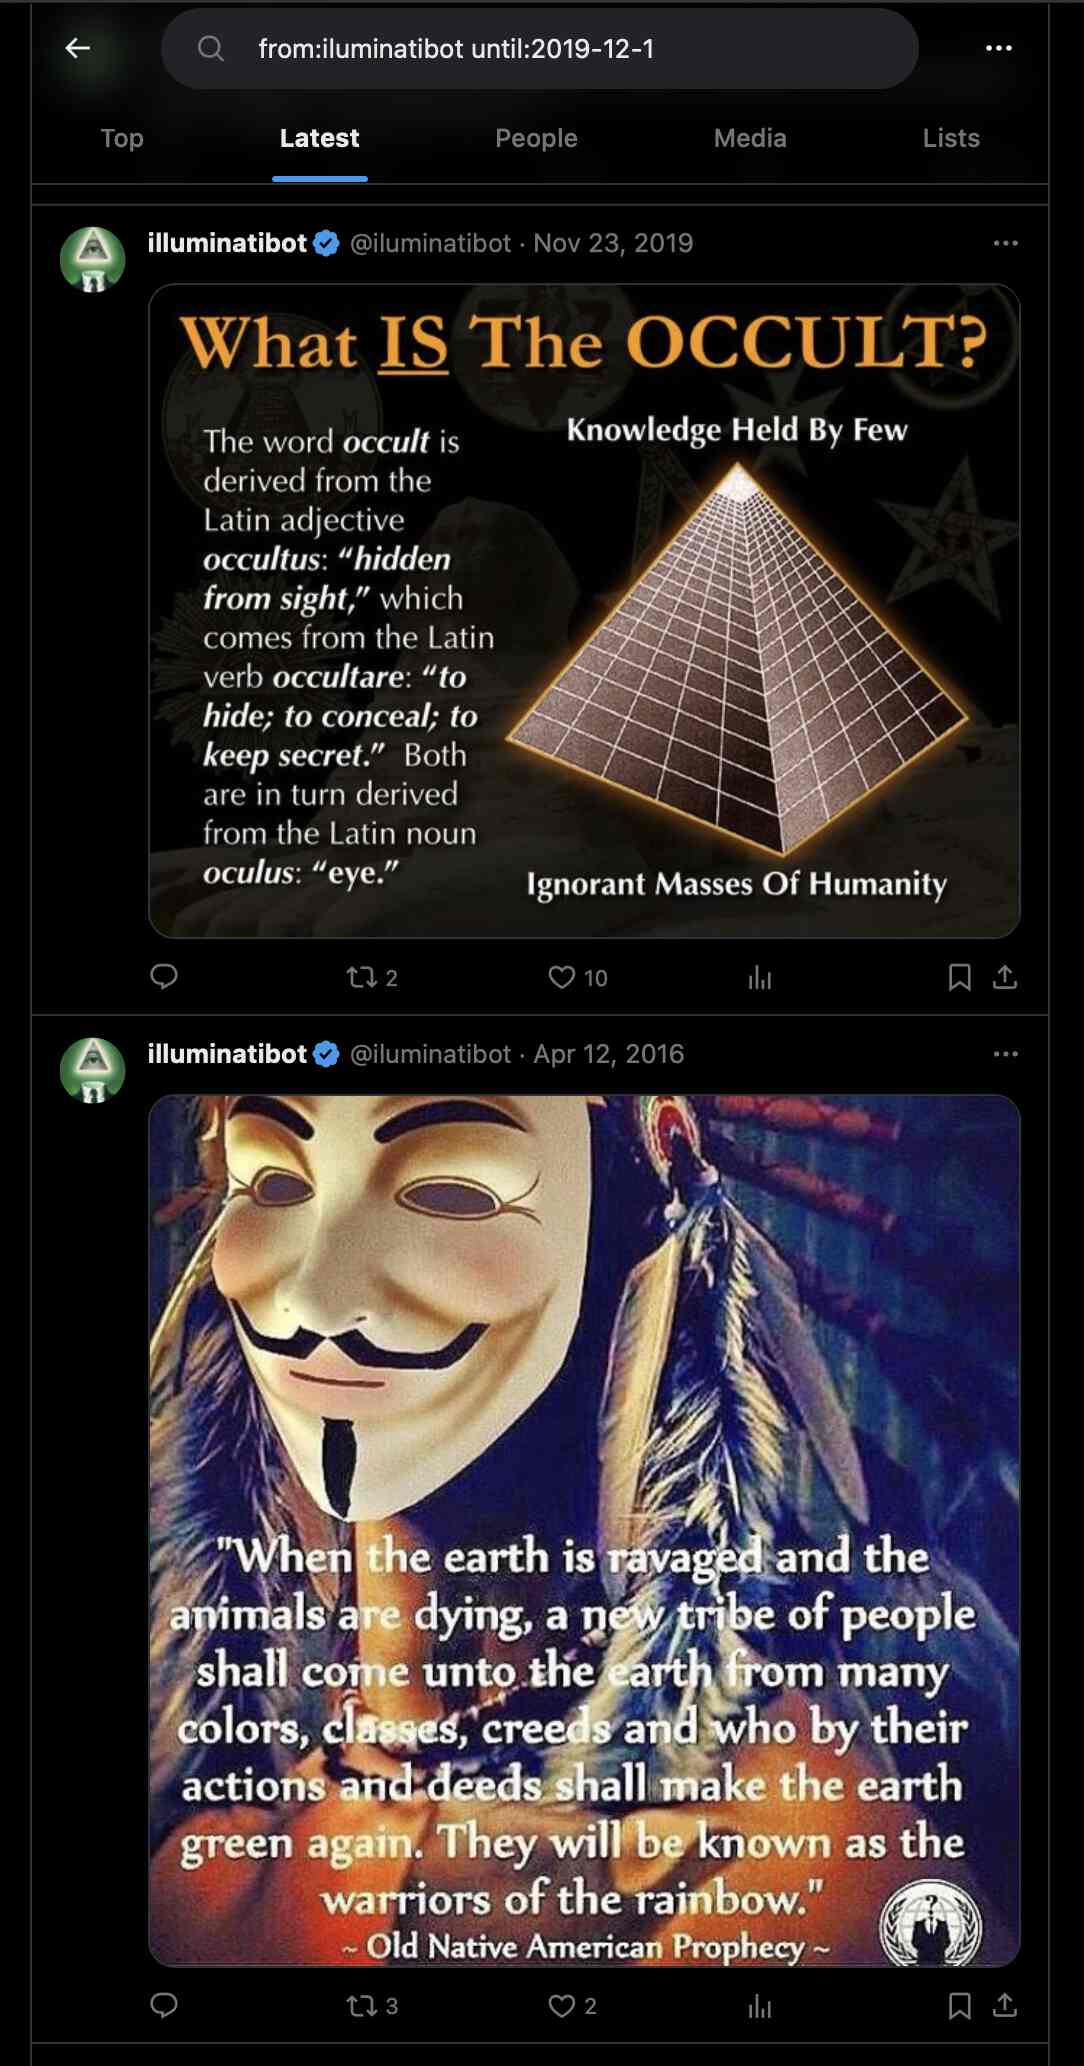 from:iluminatibot until:2019-12-1
Top Latest People Media Lists
illuminatibot @iluminatibot · Nov 23, 2019
What IS The OCCULT?
The word occult is
derived from the
Latin adjective
occultus: “hidden
from sight,” which
comes from the Latin
verb occultare: “to
hide; to conceal; to
keep secret.” Both
are in turn derived
from the Latin noun
oculus: “eye.”
Knowledge Held By Few
Ignorant Masses Of Humanity
2 10
illuminatibot @iluminatibot · Apr 12, 2016
"When the earth is ravaged and the
animals are dying, a new tribe of people
shall come unto the earth from many
colors, classes, creeds and who by their
actions and deeds shall make the earth
green again. They will be known as the
warriors of the rainbow."
~ Old Native American Prophecy ~
3 2